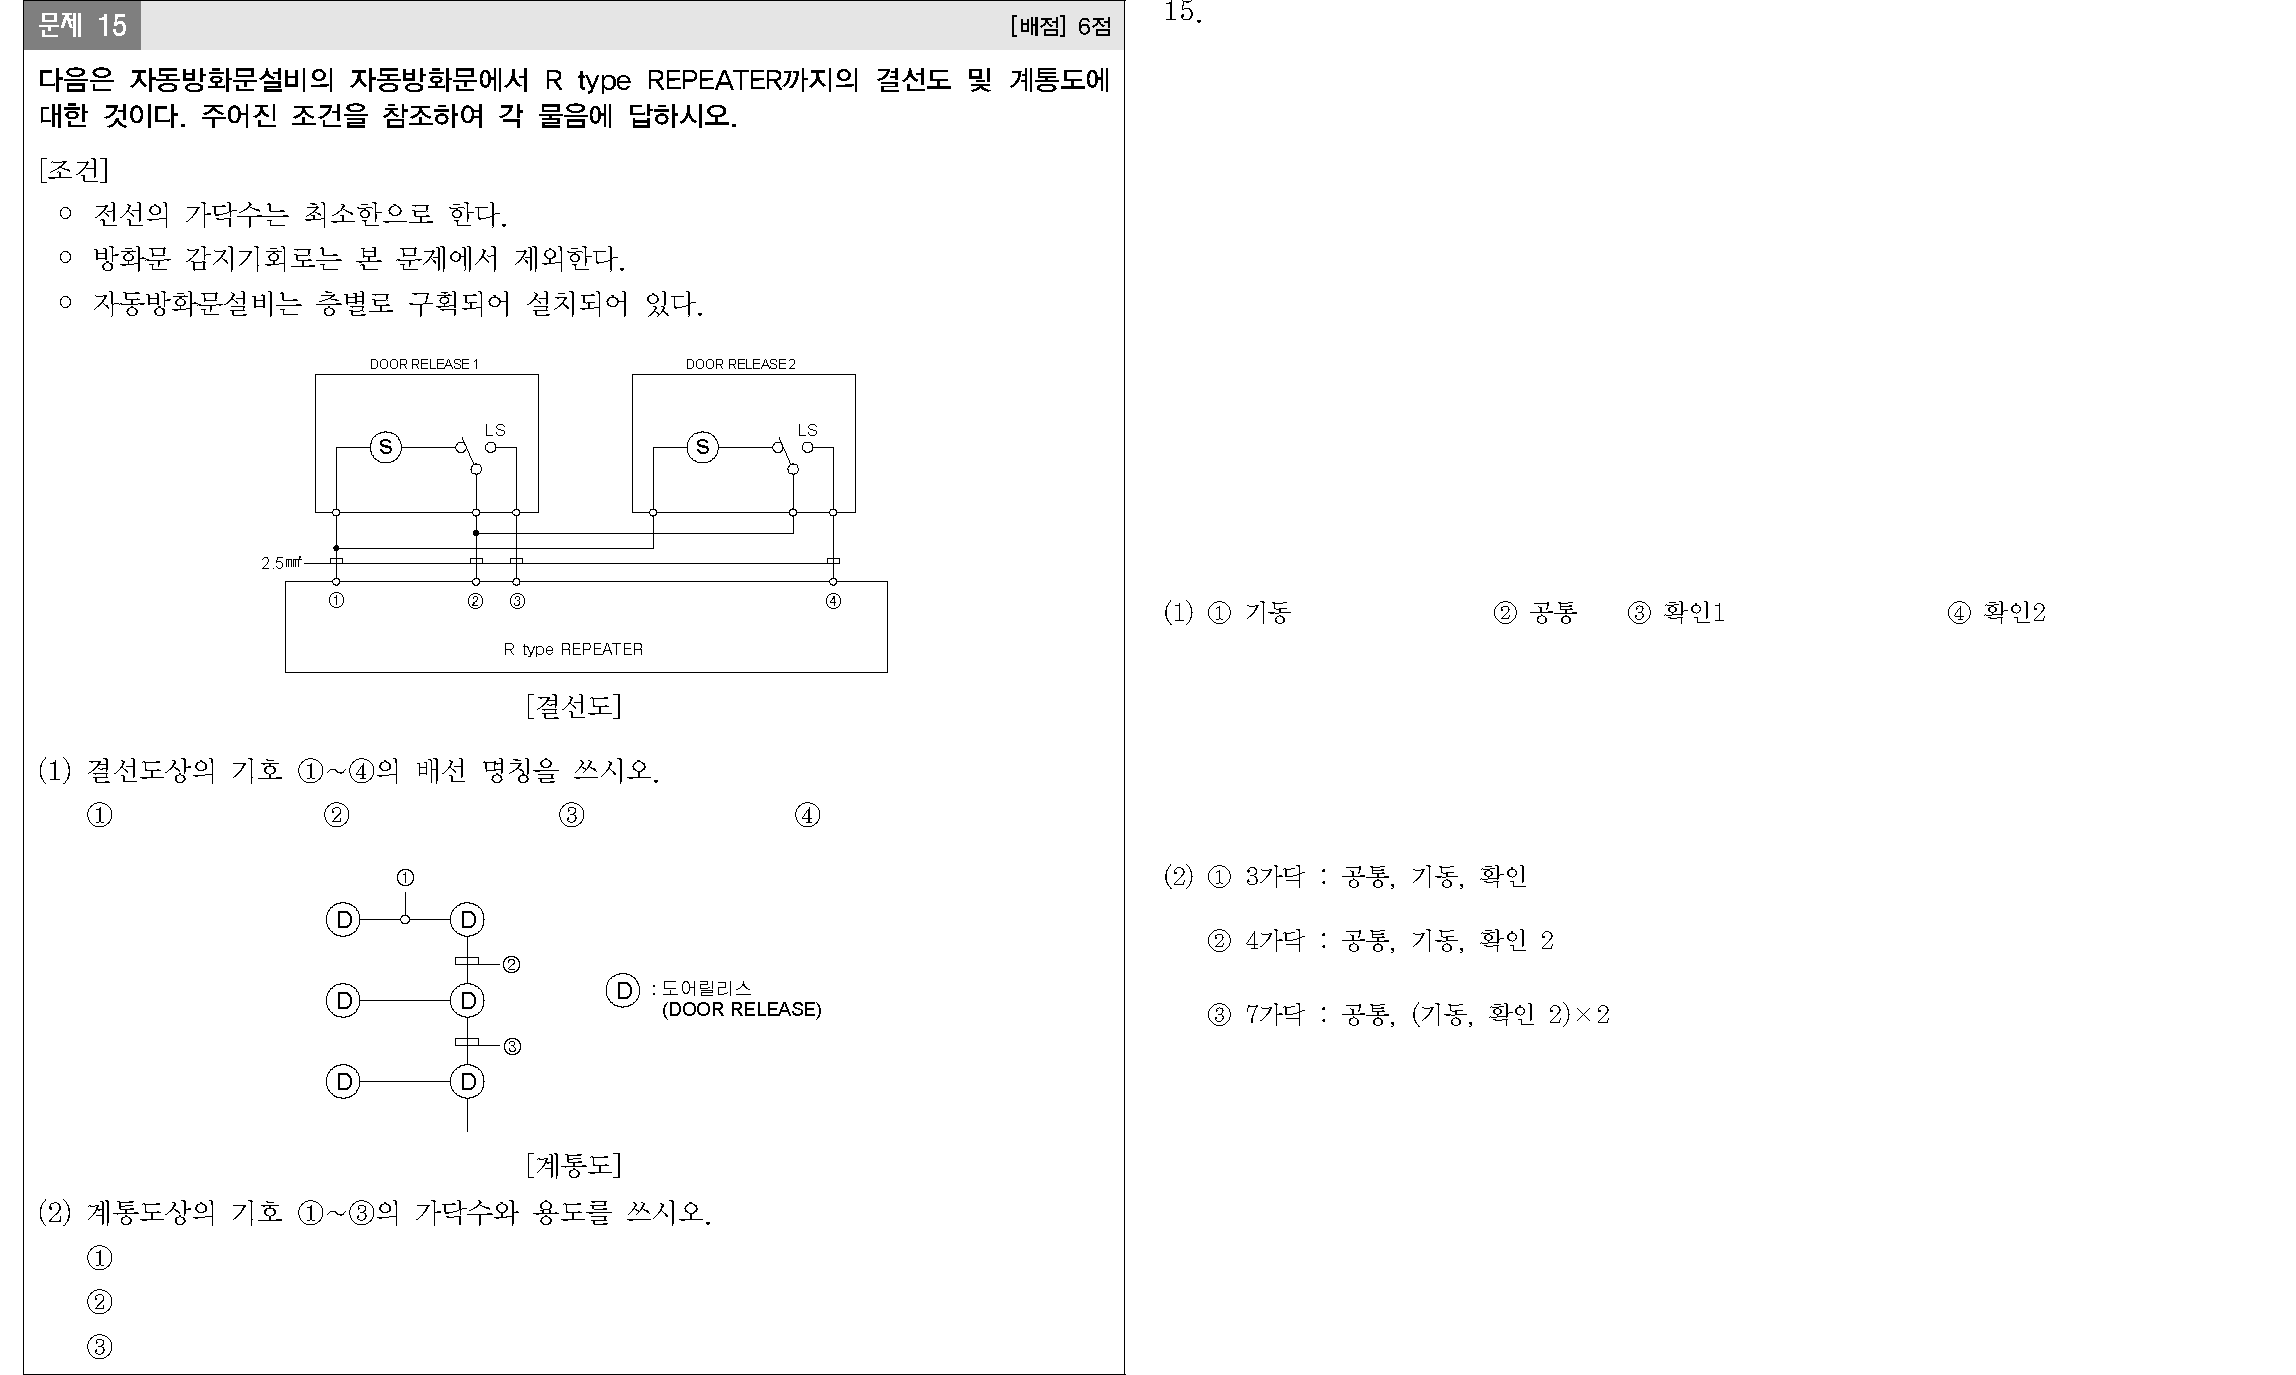 문제 15 [배점] 6점
다음은 자동방화문설비의 자동방화문에서 R type REPEATER까지의 결선도 및 계통도에
대한 것이다. 주어진 조건을 참조하여 각 물음에 답하시오.
[조건]
○ 전선의 가닥수는 최소한으로 한다.
○ 방화문 감지기회로는 본 문제에서 제외한다.
○ 자동방화문설비는 층별로 구획되어 설치되어 있다.
DOOR RELEASE 1 DOOR RELEASE 2
S LS S LS
2.5㎟
① ② ③ ④
R type REPEATER
[결선도]
(1) 결선도상의 기호 ①~④의 배선 명칭을 쓰시오.
① ② ③ ④
①
D D
②
D D
D : 도어릴리스
(DOOR RELEASE)
③
D D
[계통도]
(2) 계통도상의 기호 ①~③의 가닥수와 용도를 쓰시오.
①
②
③
15.
(1) ① 기동 ② 공통 ③ 확인1 ④ 확인2
(2) ① 3가닥 : 공통, 기동, 확인
② 4가닥 : 공통, 기동, 확인 2
③ 7가닥 : 공통, (기동, 확인 2)×2